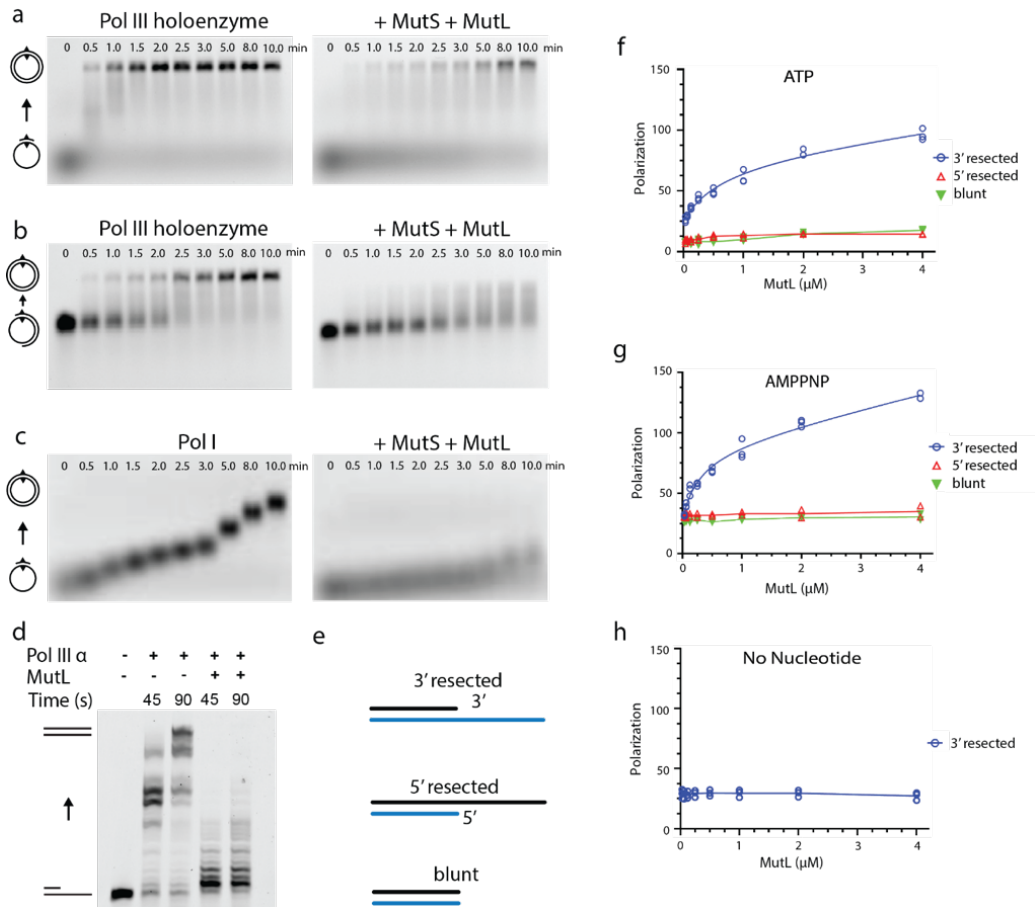 a
Pol III holoenzyme
+ MutS + MutL
0 0.5 1.0 1.5 2.0 2.5 3.0 5.0 8.0 10.0 min
0 0.5 1.0 1.5 2.0 2.5 3.0 5.0 8.0 10.0
b
Pol III holoenzyme
+ MutS + MutL
0 0.5 1.0 1.5 2.0 2.5 3.0 5.0 8.0 10.0 min
0 0.5 1.0 1.5 2.0 2.5 3.0 5.0 8.0 10.0
c
Pol I
+ MutS + MutL
0 0.5 1.0 1.5 2.0 2.5 3.0 5.0 8.0 10.0 min
0 0.5 1.0 1.5 2.0 2.5 3.0 5.0 8.0 10.0
d
Pol III α - + + + +
MutL - - - + +
Time (s) 45 90 45 90
e
3′ resected
3′
5′ resected
5′
blunt
f
ATP
Polarization
150
100
50
0
0 1 2 3 4
MutL (μM)
3′ resected
5′ resected
blunt
g
AMPPNP
Polarization
150
100
50
0
0 1 2 3 4
MutL (μM)
3′ resected
5′ resected
blunt
h
No Nucleotide
Polarization
150
100
50
0
0 1 2 3 4
MutL (μM)
3′ resected